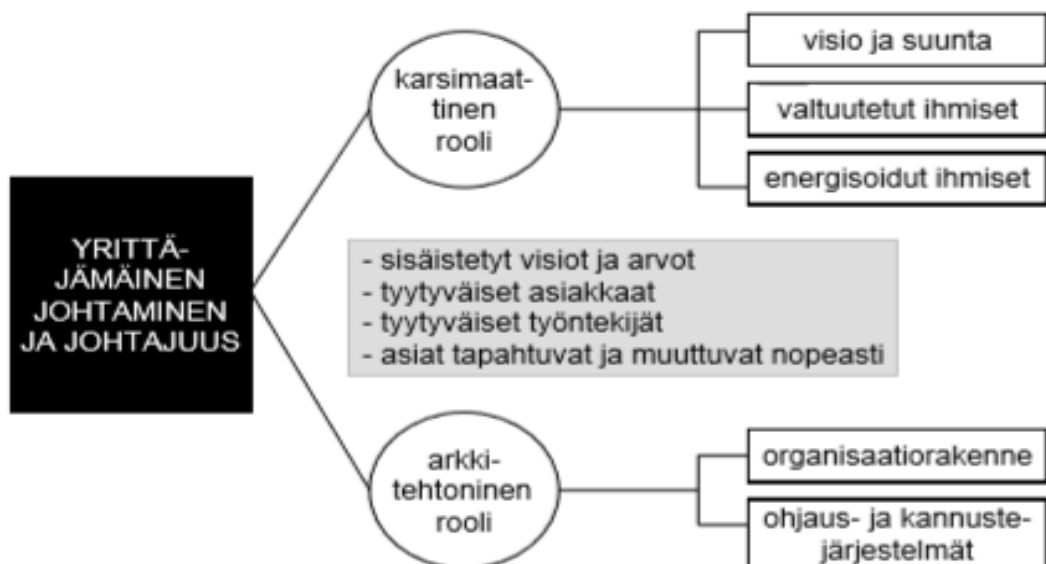 YRITTÄ-
JÄMÄINEN
JOHTAMINEN
JA JOHTAJUUS
karsimaat-
tinen
rooli
visio ja suunta
valtuutetut ihmiset
energisoidut ihmiset
- sisäistetyt visiot ja arvot
- tyytyväiset asiakkaat
- tyytyväiset työntekijät
- asiat tapahtuvat ja muuttuvat nopeasti
arkki-
tehtoninen
rooli
organisaatiorakenne
ohjaus- ja kannuste-
järjestelmät